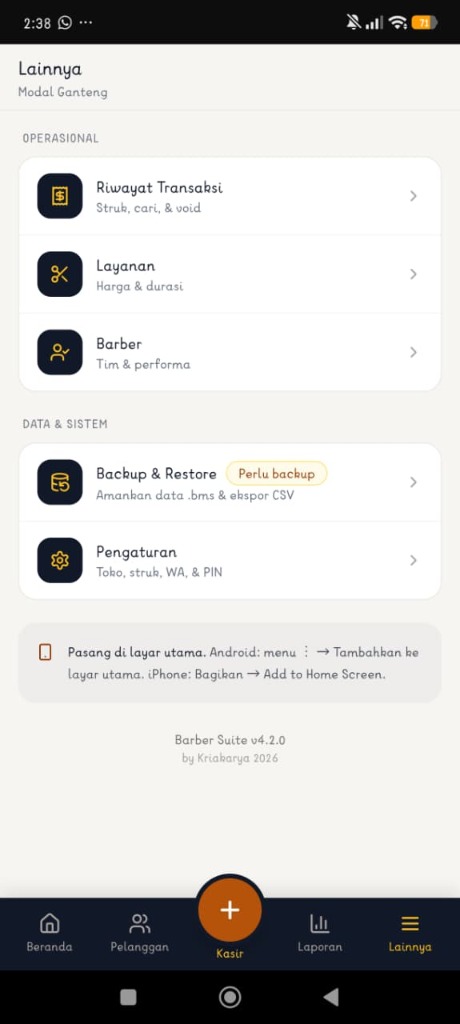 2:38
71
Lainnya
Modal Ganteng
OPERASIONAL
Riwayat Transaksi
Struk, cari, & void
Layanan
Harga & durasi
Barber
Tim & performa
DATA & SISTEM
Backup & Restore Perlu backup
Amankan data .bms & ekspor CSV
Pengaturan
Toko, struk, WA, & PIN
Pasang di layar utama. Android: menu ⋮ → Tambahkan ke
layar utama. iPhone: Bagikan → Add to Home Screen.
Barber Suite v4.2.0
by Kriakarya 2026
Beranda
Pelanggan
Kasir
Laporan
Lainnya